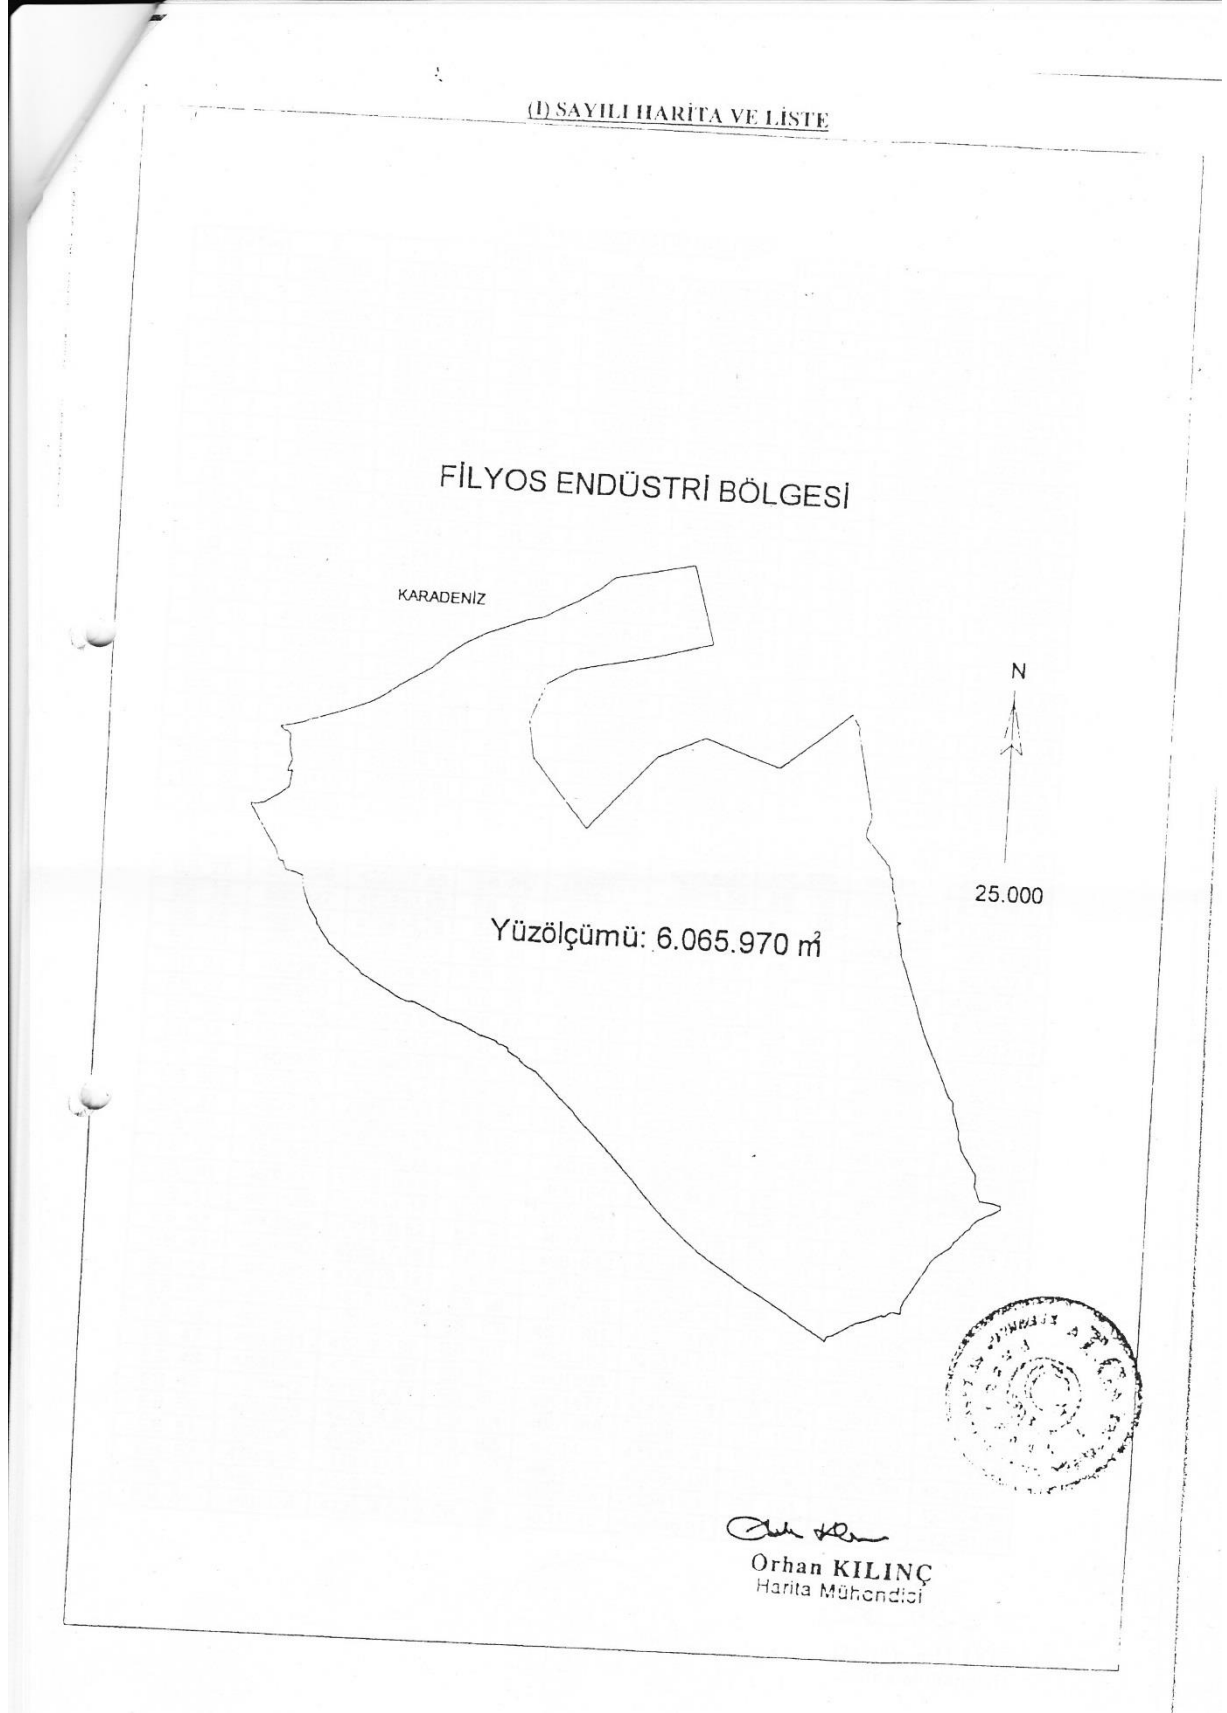 (I) SAYILI HARİTA VE LİSTE
FİLYOS ENDÜSTRİ BÖLGESİ
KARADENİZ
N
25.000
Yüzölçümü: 6.065.970 m²
Orhan KILINÇ
Harita Mühendisi